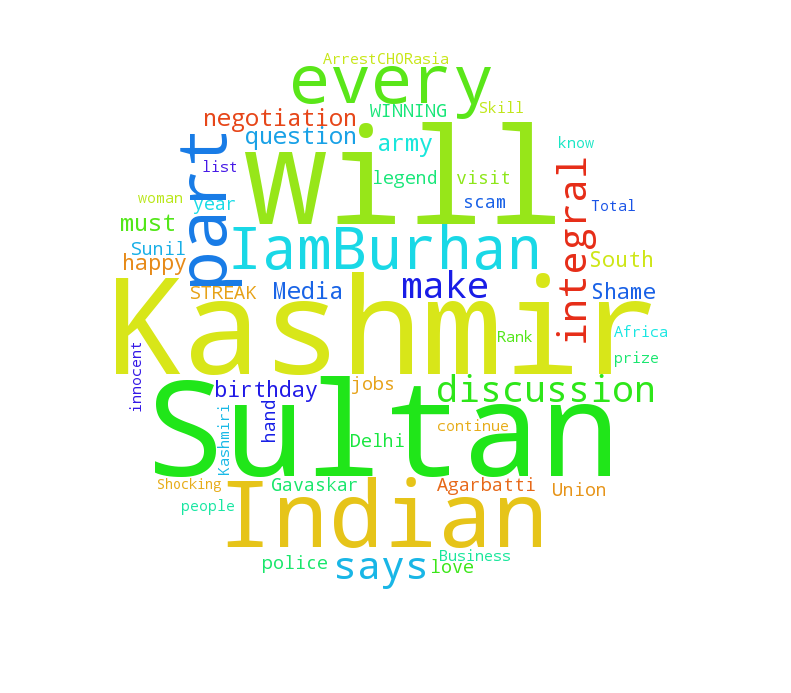 ArrestCHORasia
every
WINNING
Skill
negotiation
question
army
know
will
part
list
legend
visit
integral
woman
year
scam
Total
must
Sunil
IamBurhan
happy
South
STREAK
Media
make
Shame
Kashmir
Rank
Africa
prize
innocent
Sultan
birthday
jobs
discussion
Kashmiri
hand
Delhi
continue
Shocking
Gavaskar
Agarbatti
Union
Indian
people
police
says
love
Business